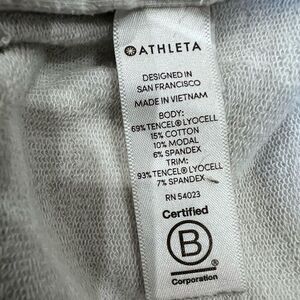 ATHLETA
DESIGNED IN
SAN FRANCISCO
MADE IN VIETNAM
BODY:
69% TENCEL® LYOCELL
15% COTTON
10% MODAL
6% SPANDEX
TRIM:
93% TENCEL® LYOCELL
7% SPANDEX
RN 54023
Certified
B
Corporation